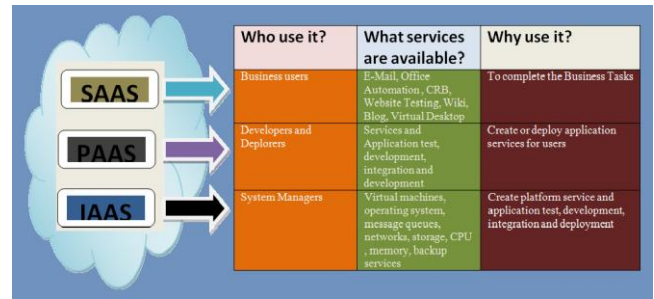 Who use it?
What services
are available?
Why use it?
SAAS
Business users
E-Mail, Office
Automation , CRB,
Website Testing, Wiki,
Blog, Virtual Desktop
To complete the Business Tasks
PAAS
Developers and
Deplorers
Services and
Application test,
development,
integration and
development
Create or deploy application
services for users
IAAS
System Managers
Virtual machines,
operating system,
message queues,
networks, storage, CPU
, memory, backup
services
Create platform service and
application test, development,
integration and deployment